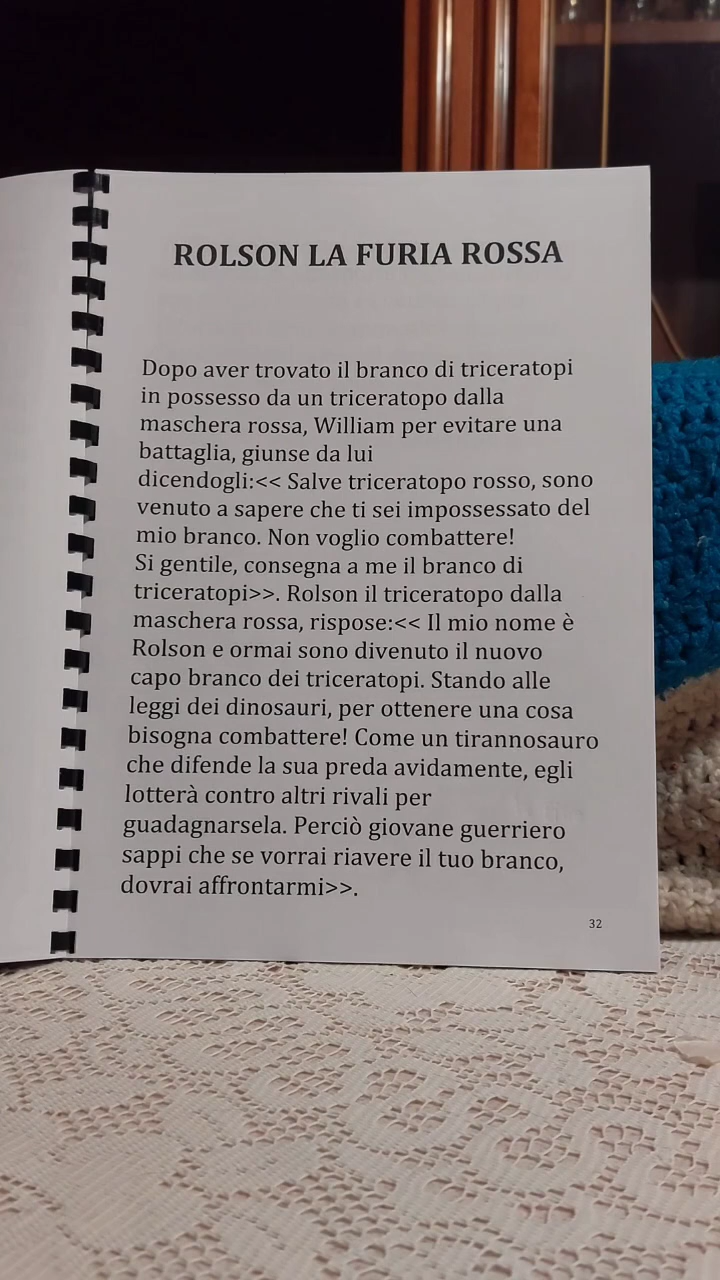 ROLSON LA FURIA ROSSA
Dopo aver trovato il branco di triceratopi
in possesso da un triceratopo dalla
maschera rossa, William per evitare una
battaglia, giunse da lui
dicendogli:<< Salve triceratopo rosso, sono
venuto a sapere che ti sei impossessato del
mio branco. Non voglio combattere!
Si gentile, consegna a me il branco di
triceratopi>>. Rolson il triceratopo dalla
maschera rossa, rispose:<< Il mio nome è
Rolson e ormai sono divenuto il nuovo
capo branco dei triceratopi. Stando alle
leggi dei dinosauri, per ottenere una cosa
bisogna combattere! Come un tirannosauro
che difende la sua preda avidamente, egli
lotterà contro altri rivali per
guadagnarsela. Perciò giovane guerriero
sappi che se vorrai riavere il tuo branco,
dovrai affrontarmi>>.
32